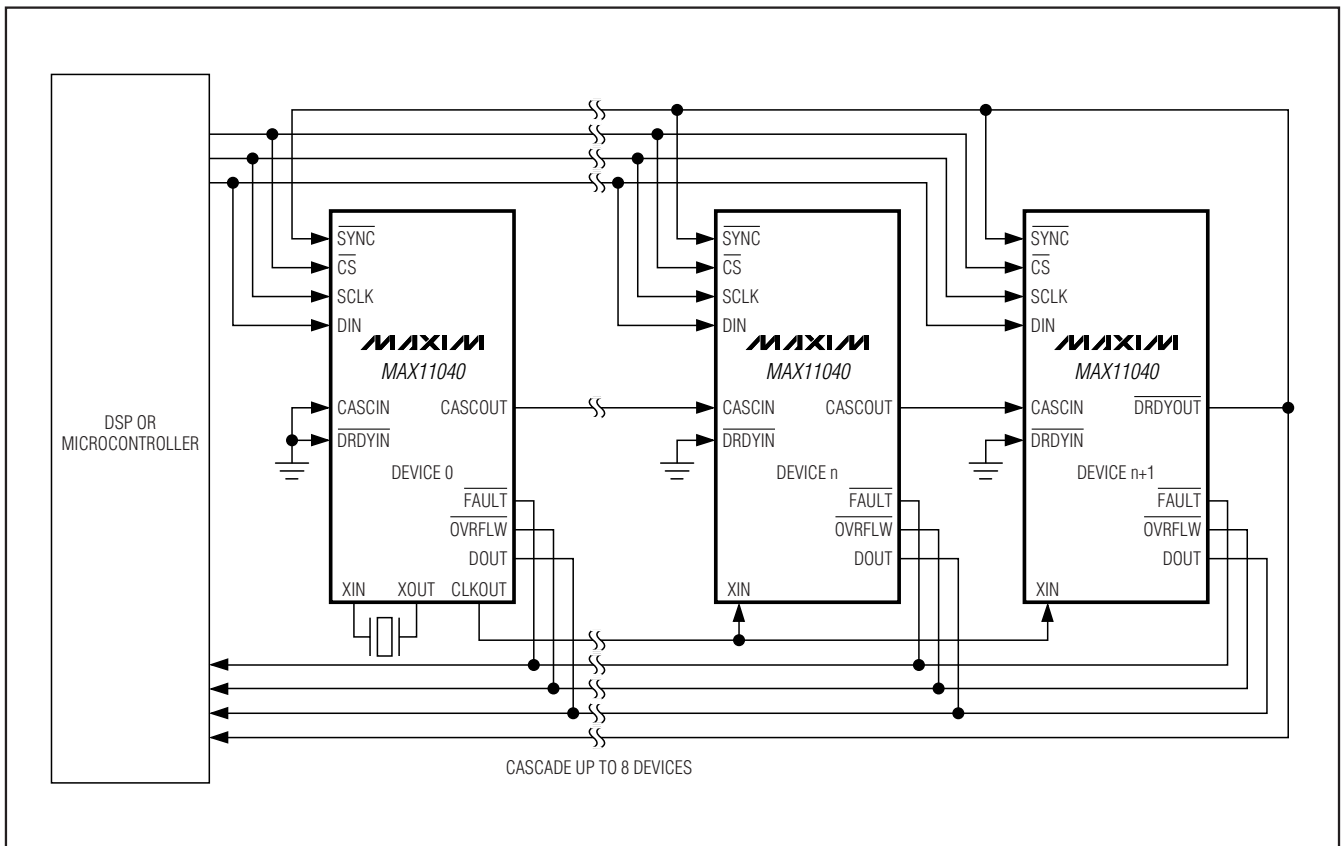 DSP OR
MICROCONTROLLER
SYNC
CS
SCLK
DIN
MAXIM
MAX11040
CASCIN
CASCOUT
DRDYIN
DEVICE 0
FAULT
OVRFLW
DOUT
XIN
XOUT
CLKOUT
SYNC
CS
SCLK
DIN
MAXIM
MAX11040
CASCIN
CASCOUT
DRDYIN
DEVICE n
FAULT
OVRFLW
DOUT
XIN
SYNC
CS
SCLK
DIN
MAXIM
MAX11040
CASCIN
DRDYOUT
DRDYIN
DEVICE n+1
FAULT
OVRFLW
DOUT
XIN
CASCADE UP TO 8 DEVICES